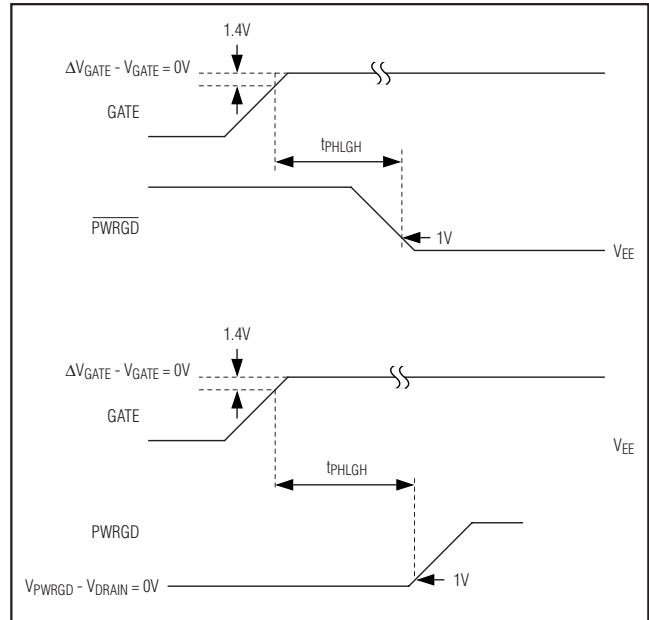 1.4V
ΔVGATE - VGATE = 0V
GATE
tPHLGH
PWRGD
1V
VEE
1.4V
ΔVGATE - VGATE = 0V
GATE
VEE
tPHLGH
PWRGD
VPWRGD - VDRAIN = 0V
1V